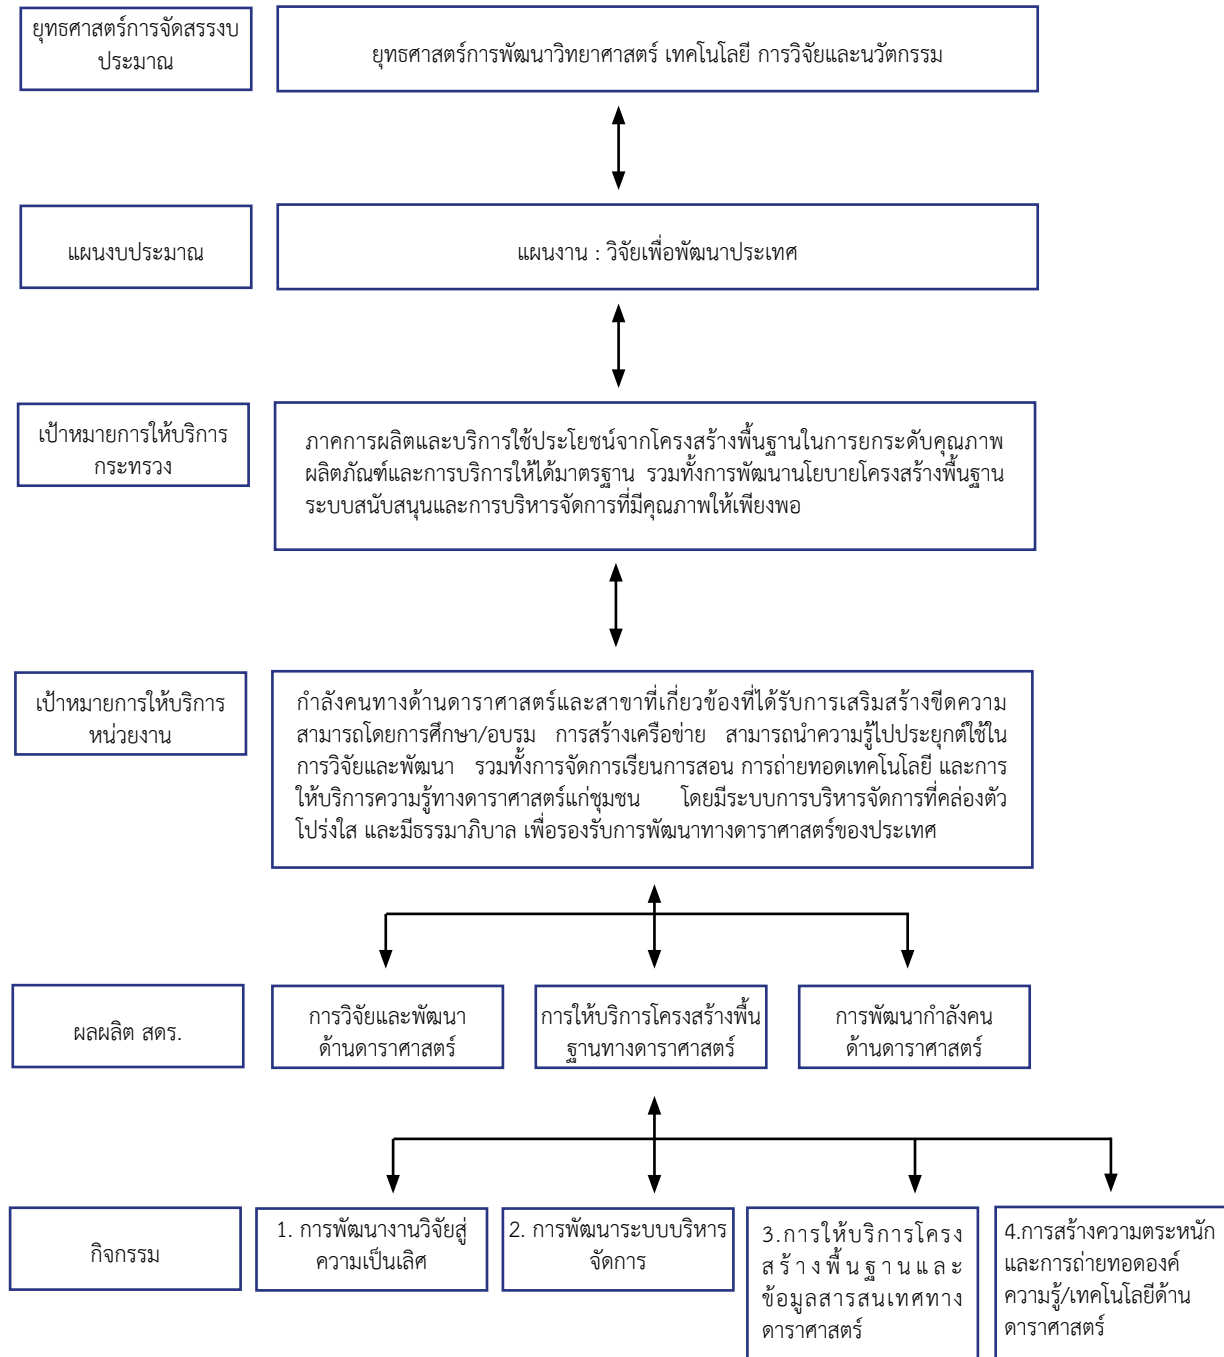 ยุทธศาสตร์การจัดสรรงบ
ประมาณ
ยุทธศาสตร์การพัฒนาวิทยาศาสตร์ เทคโนโลยี การวิจัยและนวัตกรรม
แผนงบประมาณ
แผนงาน : วิจัยเพื่อพัฒนาประเทศ
เป้าหมายการให้บริการ
กระทรวง
ภาคการผลิตและบริการใช้ประโยชน์จากโครงสร้างพื้นฐานในการยกระดับคุณภาพ
ผลิตภัณฑ์และการบริการให้ได้มาตรฐาน รวมทั้งการพัฒนานโยบายโครงสร้างพื้นฐาน
ระบบสนับสนุนและการบริหารจัดการที่มีคุณภาพให้เพียงพอ
เป้าหมายการให้บริการ
หน่วยงาน
กำลังคนทางด้านดาราศาสตร์และสาขาที่เกี่ยวข้องที่ได้รับการเสริมสร้างขีดความ
สามารถโดยการศึกษา/อบรม การสร้างเครือข่าย สามารถนำความรู้ไปประยุกต์ใช้ใน
การวิจัยและพัฒนา รวมทั้งการจัดการเรียนการสอน การถ่ายทอดเทคโนโลยี และการ
ให้บริการความรู้ทางดาราศาสตร์แก่ชุมชน โดยมีระบบการบริหารจัดการที่คล่องตัว
โปร่งใส และมีธรรมาภิบาล เพื่อรองรับการพัฒนาทางดาราศาสตร์ของประเทศ
ผลผลิต สดร.
การวิจัยและพัฒนา
ด้านดาราศาสตร์
การให้บริการโครงสร้างพื้น
ฐานทางดาราศาสตร์
การพัฒนากำลังคน
ด้านดาราศาสตร์
กิจกรรม
1. การพัฒนางานวิจัยสู่
ความเป็นเลิศ
2. การพัฒนาระบบบริหาร
จัดการ
3.การให้บริการโครง
สร้างพื้นฐานและ
ข้อมูลสารสนเทศทาง
ดาราศาสตร์
4.การสร้างความตระหนัก
และการถ่ายทอดองค์
ความรู้/เทคโนโลยีด้าน
ดาราศาสตร์